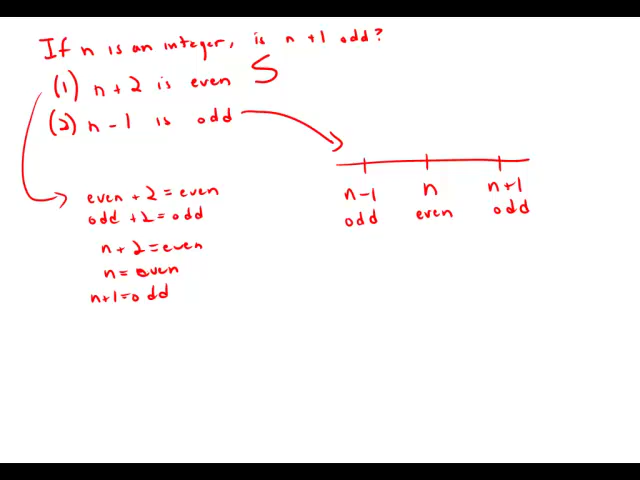 If n is an integer, is n+1 odd?
(1) n+2 is even S
(2) n-1 is odd
even + 2 = even
odd + 2 = odd
n + 2 = even
n = even
n+1 = odd
n-1 n n+1
odd even odd